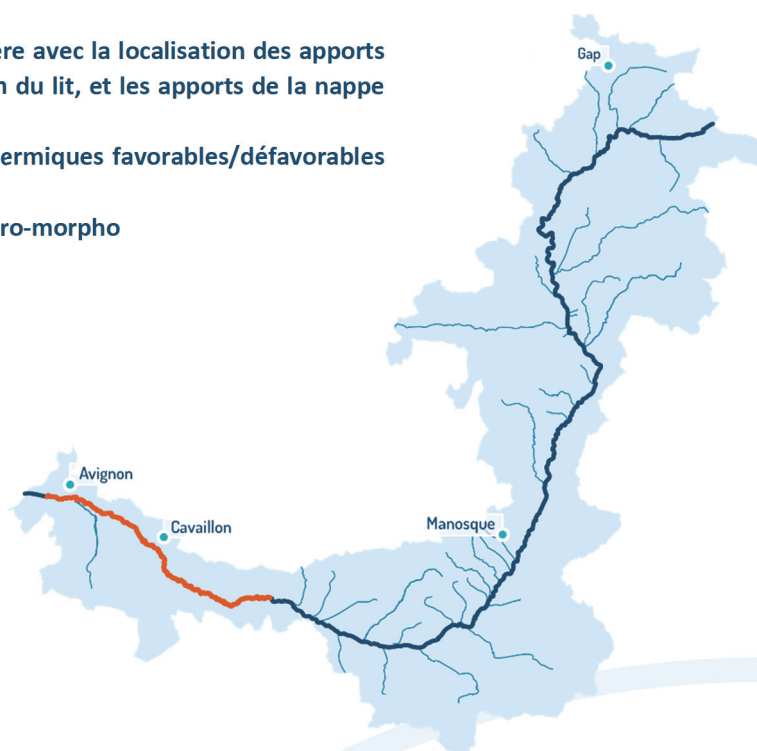 ère avec la localisation des apports
n du lit, et les apports de la nappe
ermiques favorables/défavorables
ro-morpho
Gap
Avignon
Cavaillon
Manosque